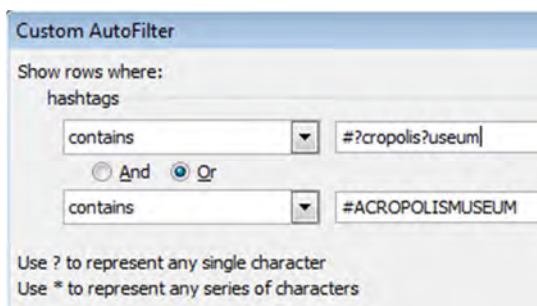 Custom AutoFilter
Show rows where:
hashtags
contains #?cropolis?useum
And Or
contains #ACROPOLISMUSEUM
Use ? to represent any single character
Use * to represent any series of characters